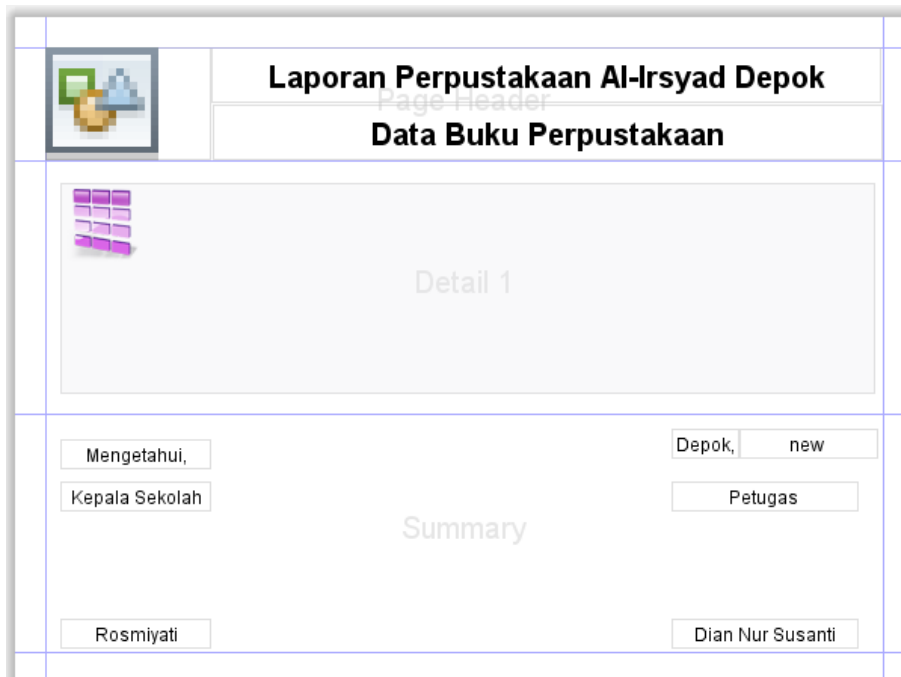 Laporan Perpustakaan Al-Irsyad Depok
Page Header
Data Buku Perpustakaan
Detail 1
Mengetahui,
Depok, new
Kepala Sekolah
Petugas
Summary
Rosmiyati
Dian Nur Susanti